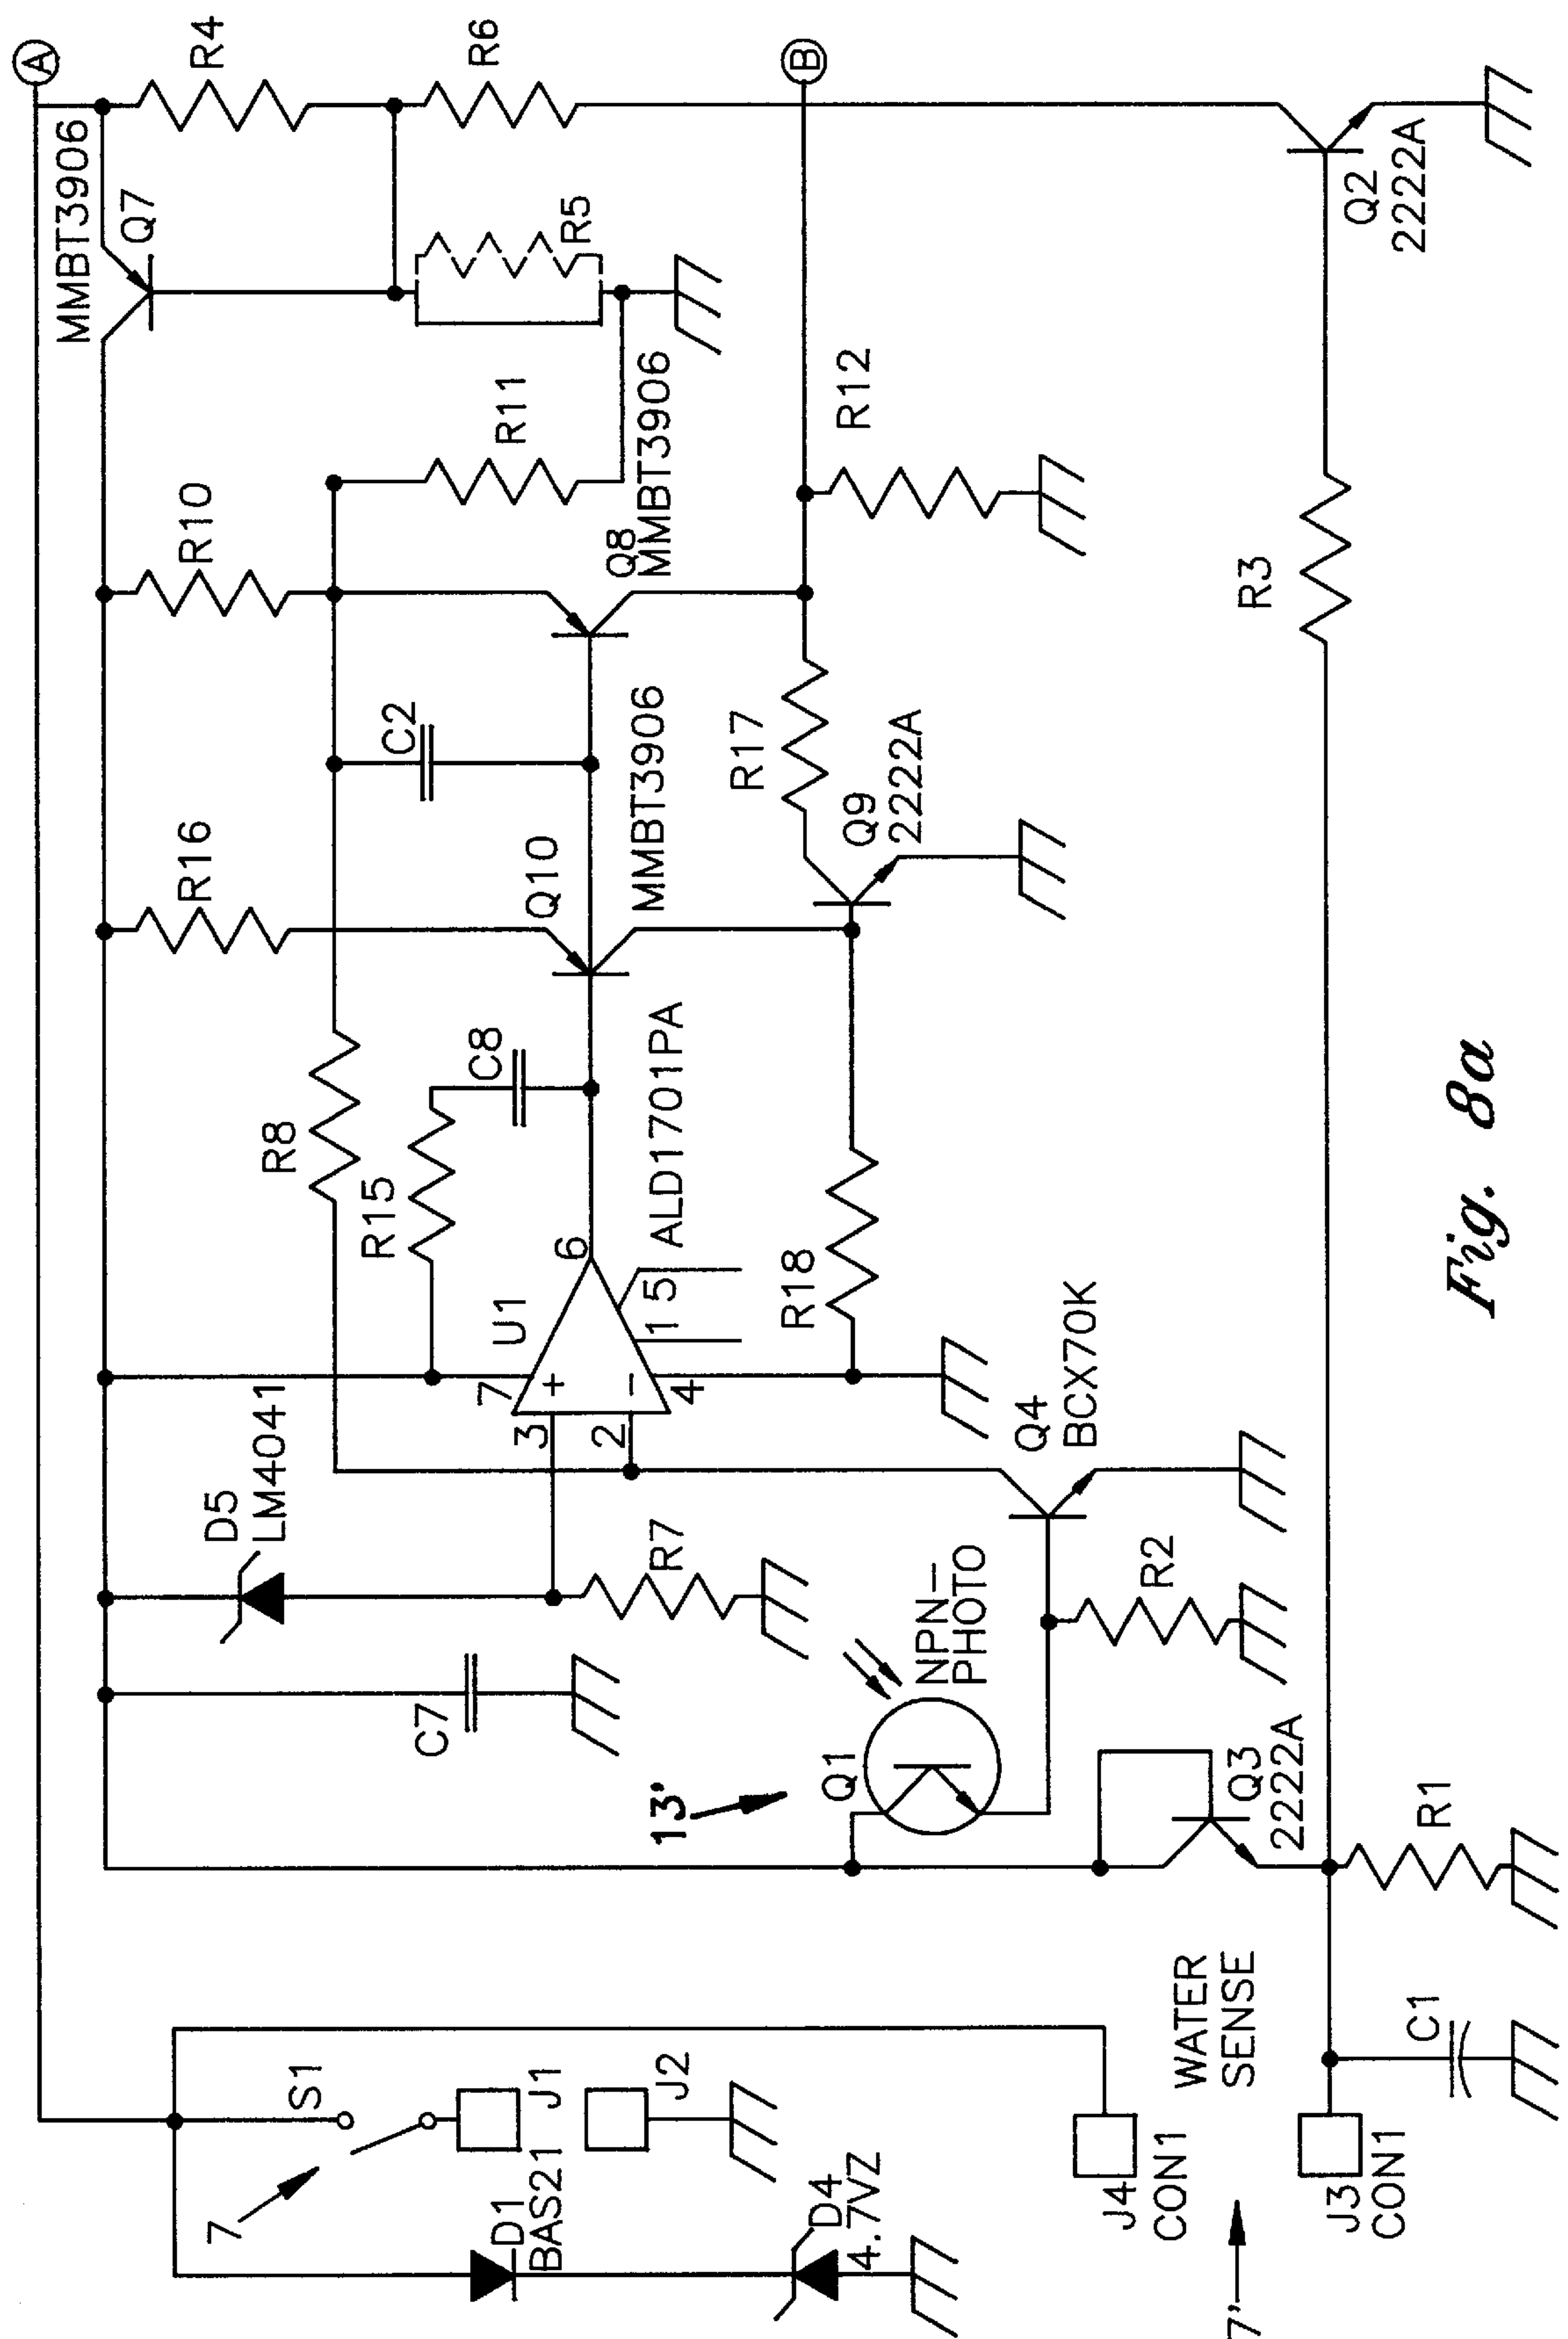 A
R4
R6
B
MMBT3906
Q7
R5
R10
R11
Q8
MMBT3906
R12
Q2
2222A
R3
C2
R16
Q10
MMBT3906
R17
Q9
2222A
R8
C8
R15
ALD1701PA
U1
7
6
5
1
+
−
3
2
4
R18
D5
LM4041
R7
C7
Q4
BCX70K
NPN−
PHOTO
R2
13'
Q1
Q3
2222A
R1
S1
7
J1
J2
D1
BAS21
D4
4.7VZ
WATER
SENSE
C1
J4
CON1
J3
CON1
7'
Fig. 8a